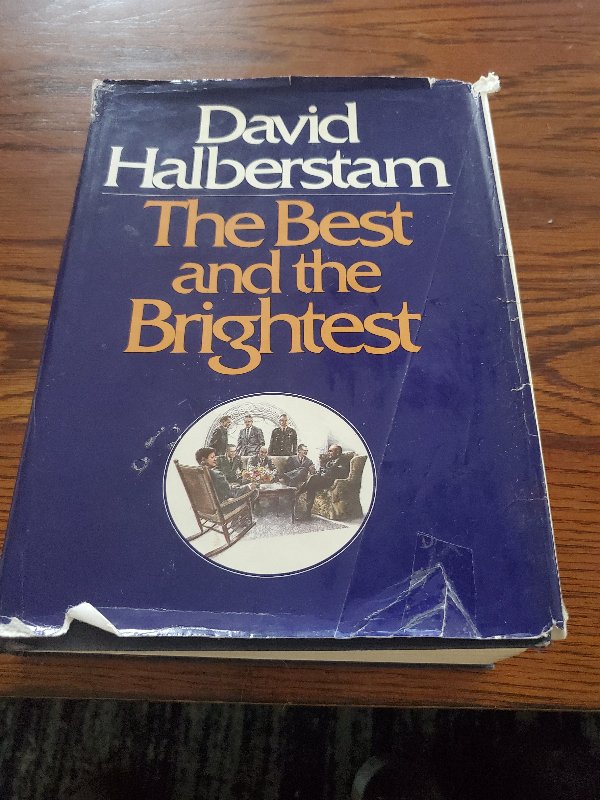 David
Halberstam
The Best
and the
Brightest